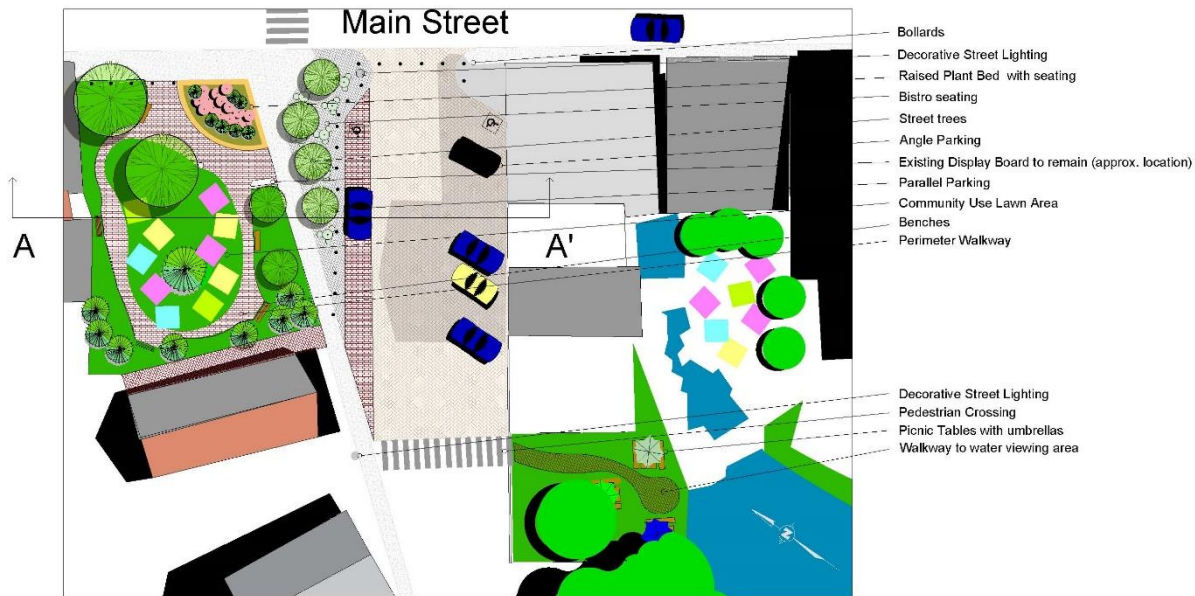 Main Street
Bollards
Decorative Street Lighting
Raised Plant Bed with seating
Bistro seating
Street trees
Angle Parking
Existing Display Board to remain (approx. location)
Parallel Parking
Community Use Lawn Area
Benches
Perimeter Walkway
A
A'
Decorative Street Lighting
Pedestrian Crossing
Picnic Tables with umbrellas
Walkway to water viewing area
N